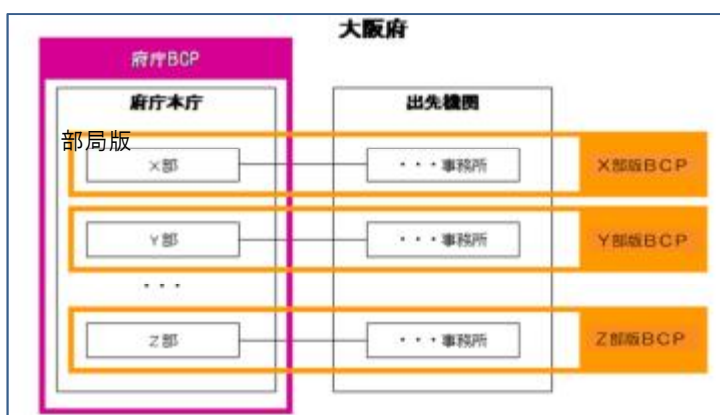 大阪府
府庁BCP
府庁本庁
出先機関
部局版
X部
・・・事務所
X部版BCP
Y部
・・・事務所
Y部版BCP
・・・
Z部
・・・事務所
Z部版BCP